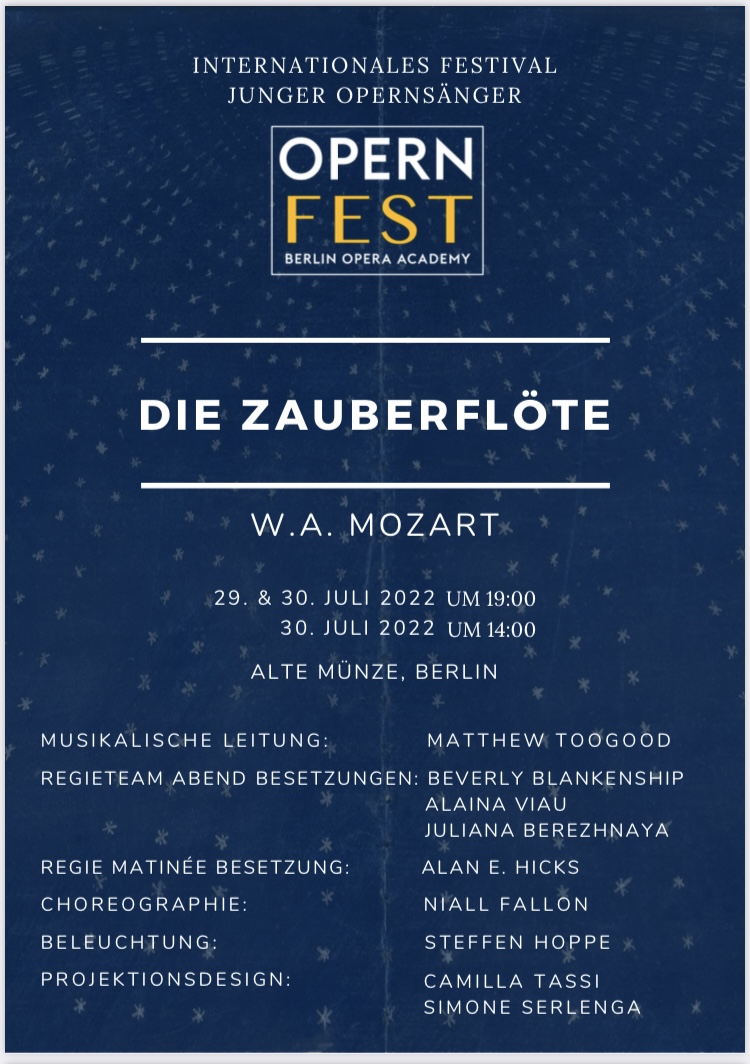 INTERNATIONALES FESTIVAL
JUNGER OPERNSÄNGER
OPERN
FEST
BERLIN OPERA ACADEMY
DIE ZAUBERFLÖTE
W.A. MOZART
29. & 30. JULI 2022 UM 19:00
30. JULI 2022 UM 14:00
ALTE MÜNZE, BERLIN
MUSIKALISCHE LEITUNG: MATTHEW TOOGOOD
REGIETEAM ABEND BESETZUNGEN: BEVERLY BLANKENSHIP
ALAINA VIAU
JULIANA BEREZHNAYA
REGIE MATINÉE BESETZUNG: ALAN E. HICKS
CHOREOGRAPHIE: NIALL FALLON
BELEUCHTUNG: STEFFEN HOPPE
PROJEKTIONSDESIGN: CAMILLA TASSI
SIMONE SERLENGA